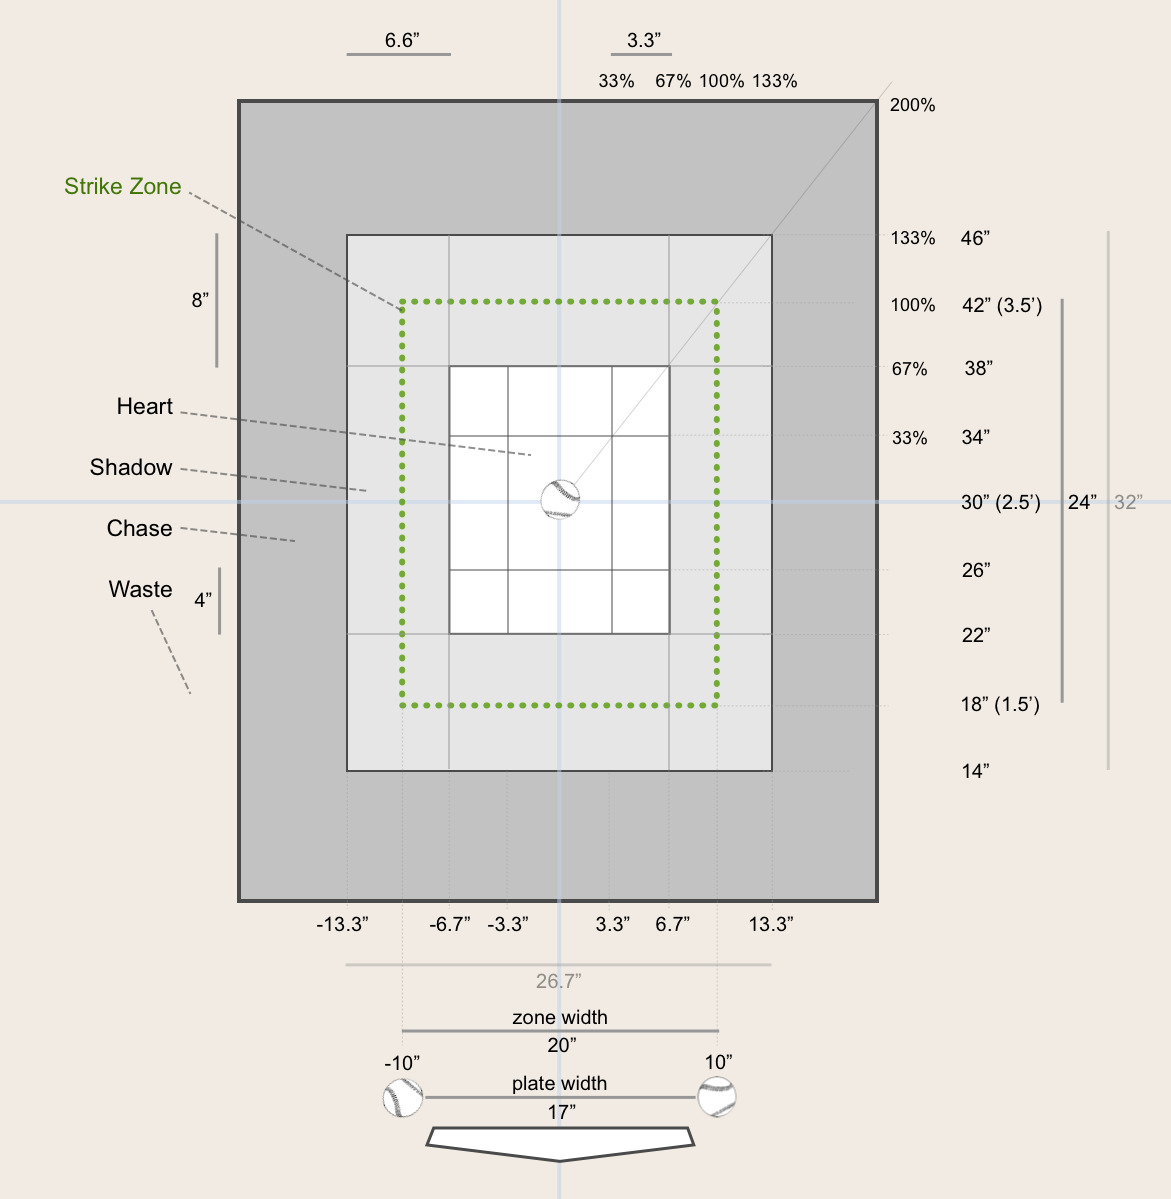 6.6” 3.3”
33% 67% 100% 133%
200%
Strike Zone
133% 46”
8”
100% 42” (3.5’)
67% 38”
Heart
33% 34”
Shadow
30” (2.5’) 24” 32”
Chase
26”
Waste 4”
22”
18” (1.5’)
14”
-13.3” -6.7” -3.3” 3.3” 6.7” 13.3”
26.7”
zone width
20”
-10” 10”
plate width
17”